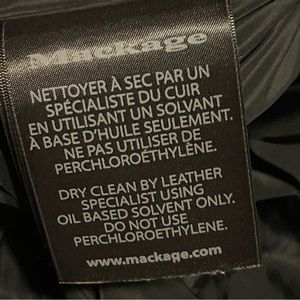 Mackage
NETTOYER À SEC PAR UN
SPÉCIALISTE DU CUIR
EN UTILISANT UN SOLVANT
À BASE D'HUILE SEULEMENT.
NE PAS UTILISER DE
PERCHLOROÉTHYLÈNE.
DRY CLEAN BY LEATHER
SPECIALIST USING
OIL BASED SOLVENT ONLY.
DO NOT USE
PERCHLOROETHYLENE.
www.mackage.com